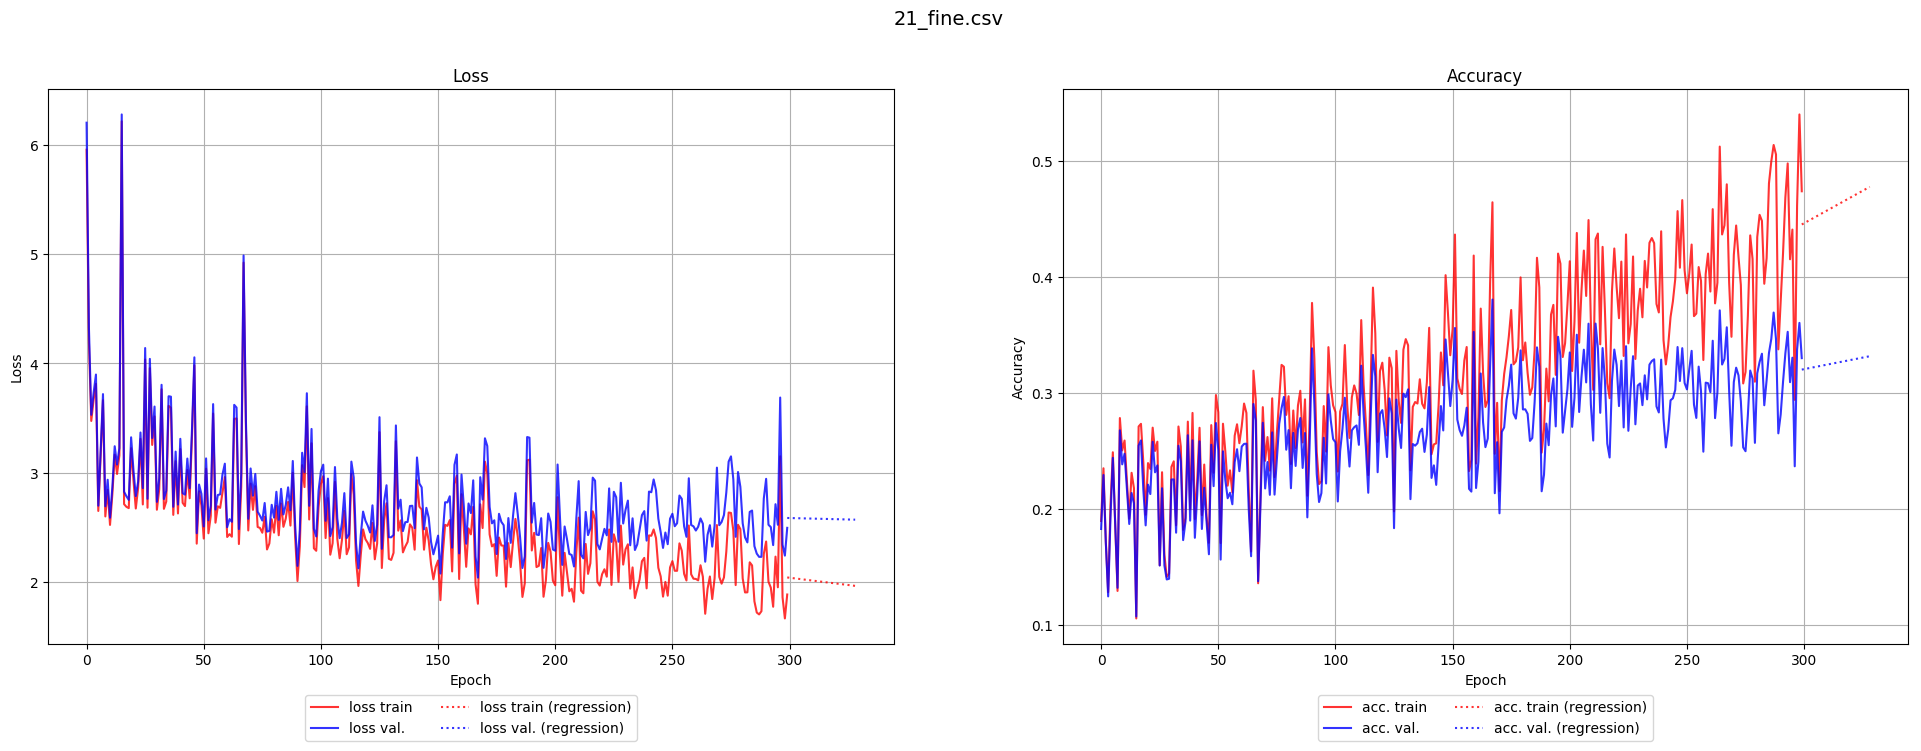 21_fine.csv
Loss
Loss
6
5
4
3
2
0 50 100 150 200 250 300
Epoch
loss train
loss val.
loss train (regression)
loss val. (regression)
Accuracy
Accuracy
0.5
0.4
0.3
0.2
0.1
0 50 100 150 200 250 300
Epoch
acc. train
acc. val.
acc. train (regression)
acc. val. (regression)